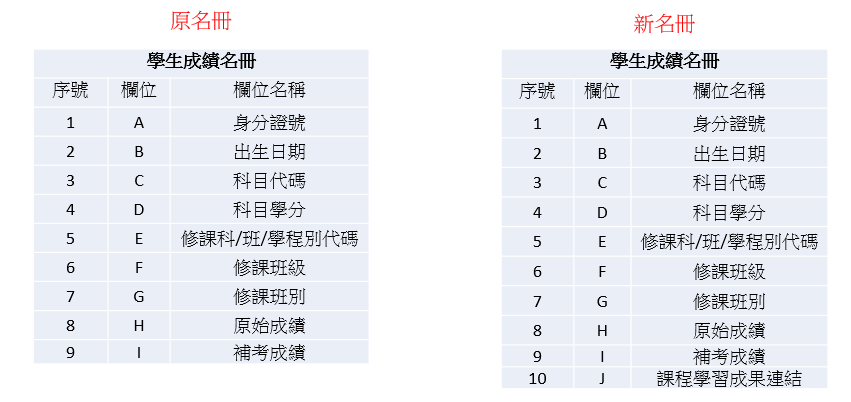 原名冊
學生成績名冊
序號 欄位 欄位名稱
1 A 身分證號
2 B 出生日期
3 C 科目代碼
4 D 科目學分
5 E 修課科/班/學程別代碼
6 F 修課班級
7 G 修課班別
8 H 原始成績
9 I 補考成績
新名冊
學生成績名冊
序號 欄位 欄位名稱
1 A 身分證號
2 B 出生日期
3 C 科目代碼
4 D 科目學分
5 E 修課科/班/學程別代碼
6 F 修課班級
7 G 修課班別
8 H 原始成績
9 I 補考成績
10 J 課程學習成果連結